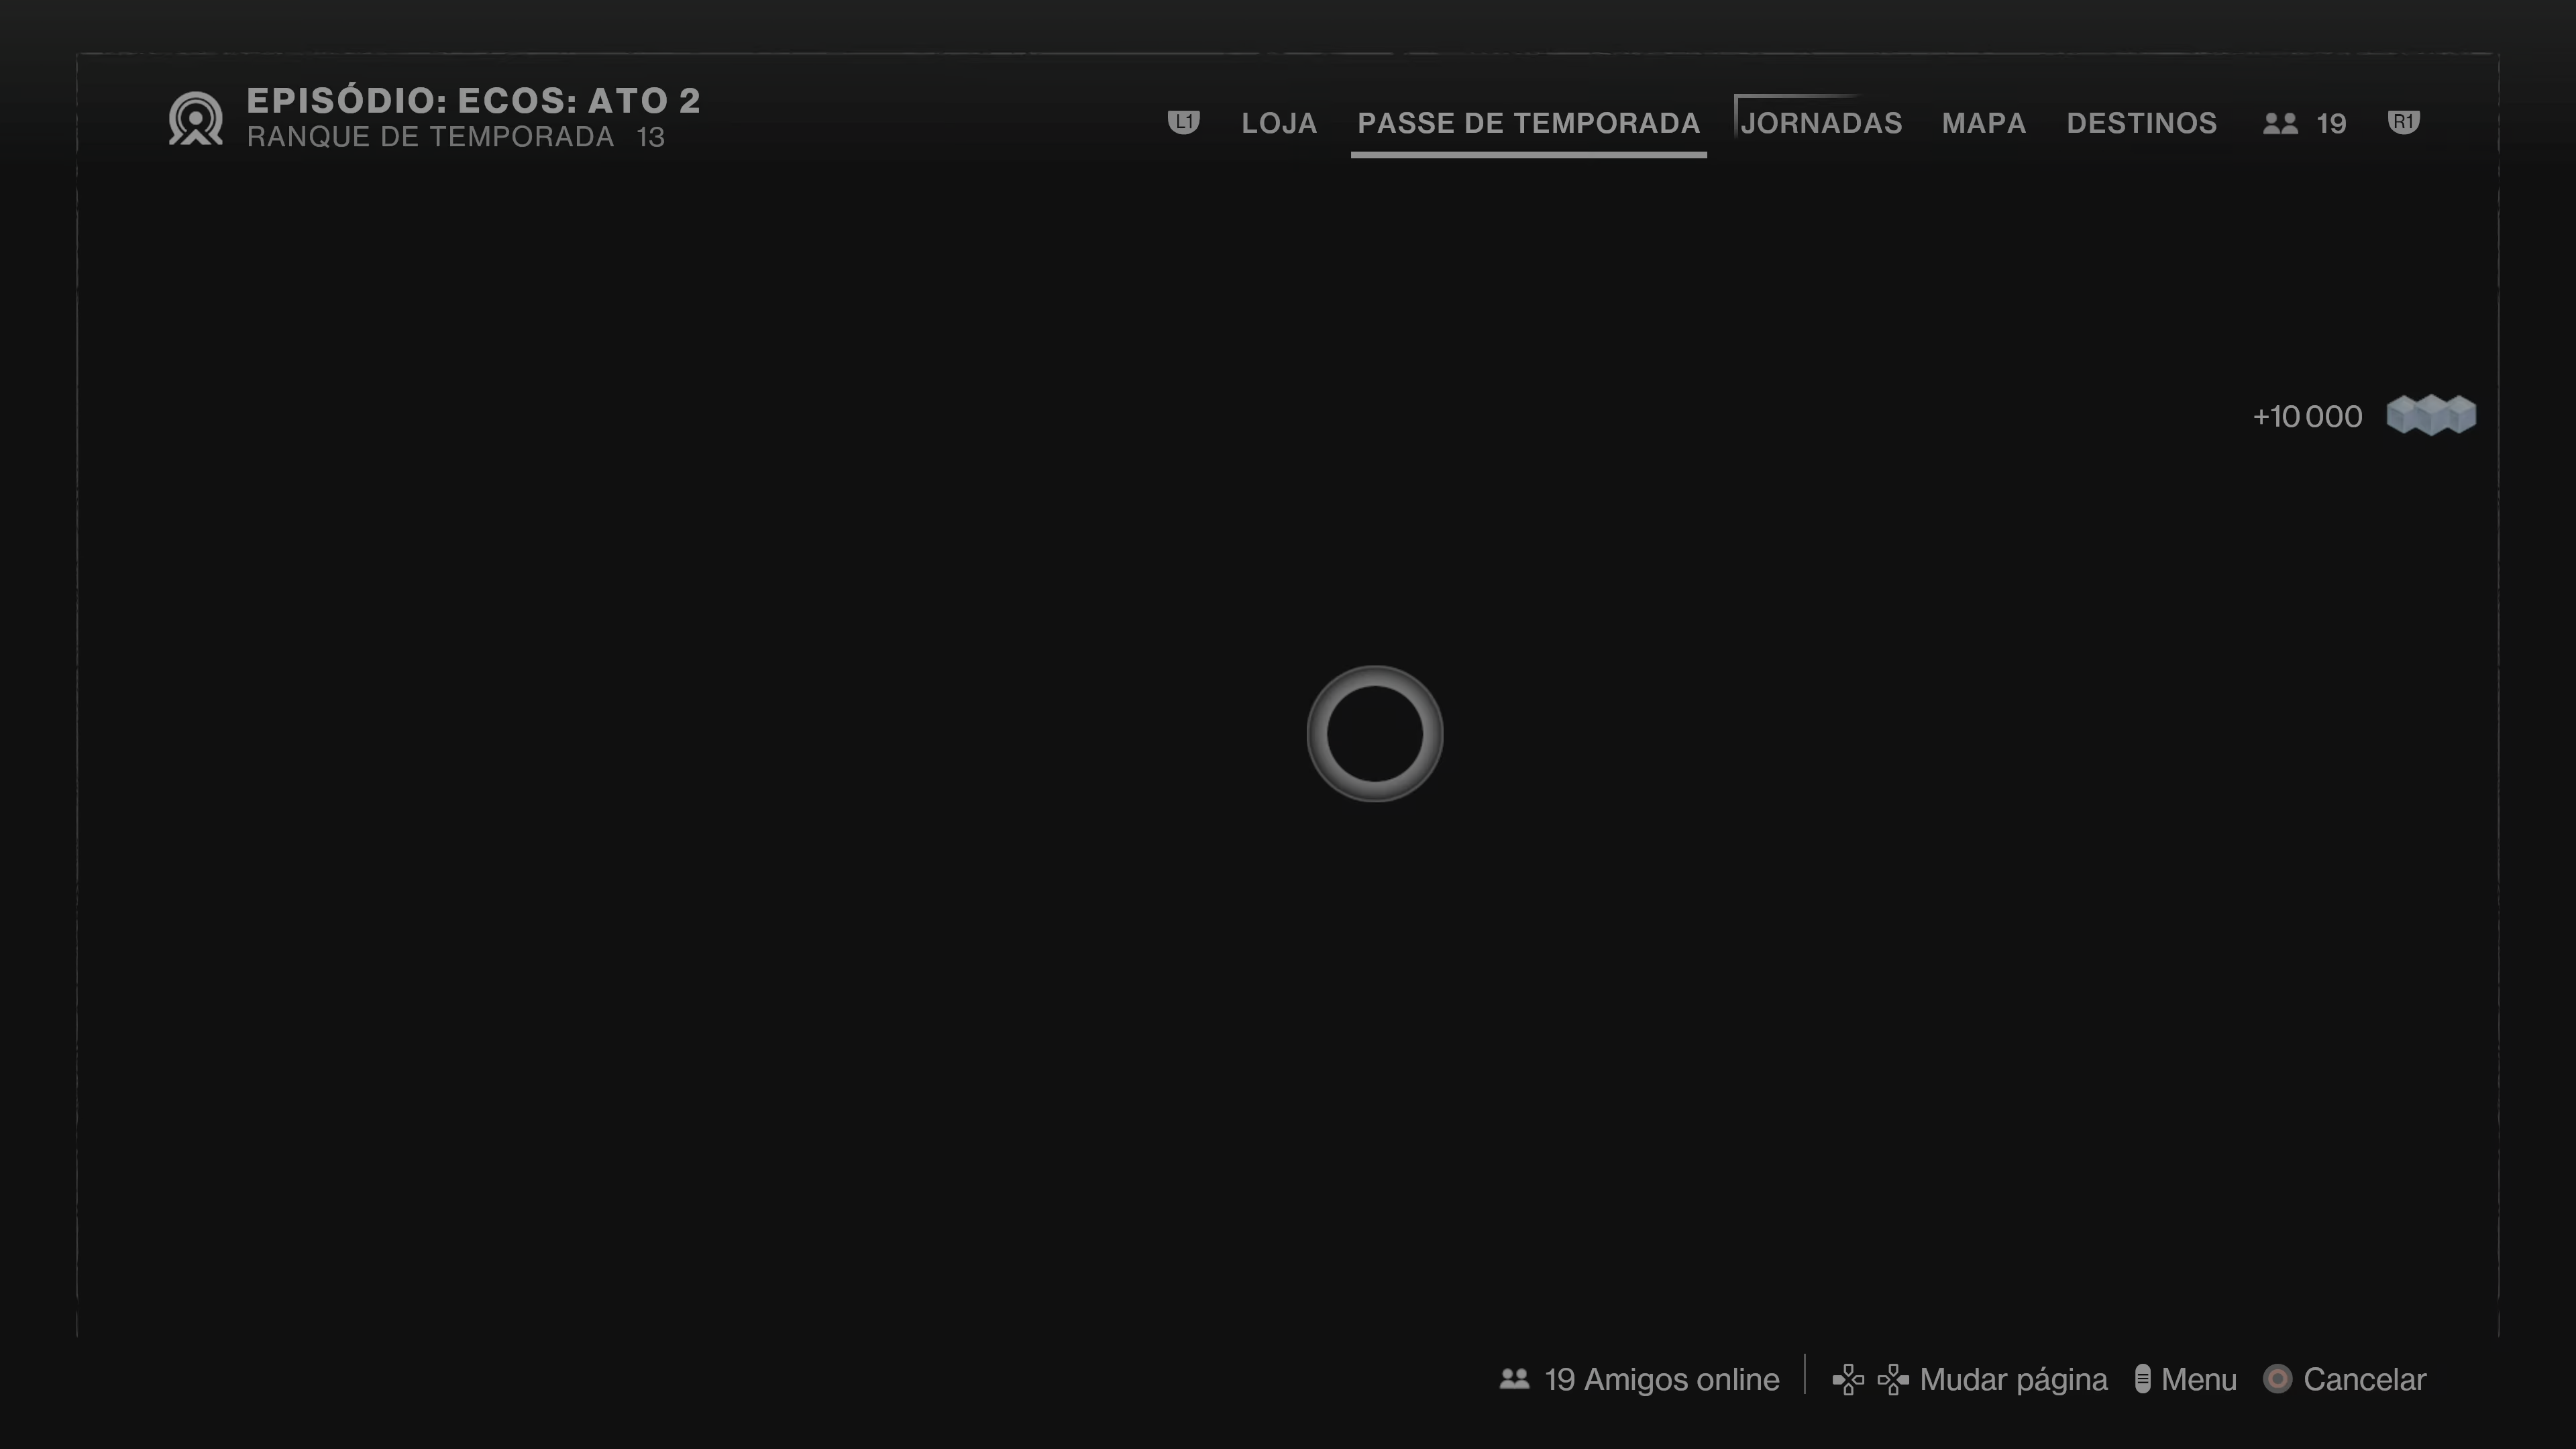 EPISÓDIO: ECOS: ATO 2
RANQUE DE TEMPORADA 13
L1 LOJA PASSE DE TEMPORADA JORNADAS MAPA DESTINOS 19 R1
+10 000
19 Amigos online Mudar página Menu Cancelar